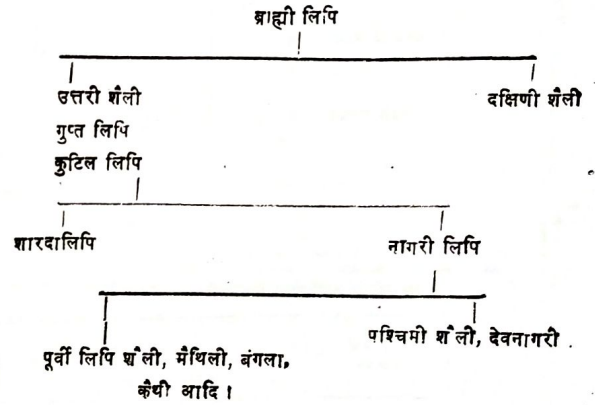 ब्राह्मी लिपि
उत्तरी शैली
दक्षिणी शैली
गुप्त लिपि
कुटिल लिपि
शारदालिपि
नागरी लिपि
पश्चिमी शैली, देवनागरी .
पूर्वी लिपि शैली, मैथिली, बंगला,
कैथी आदि ।